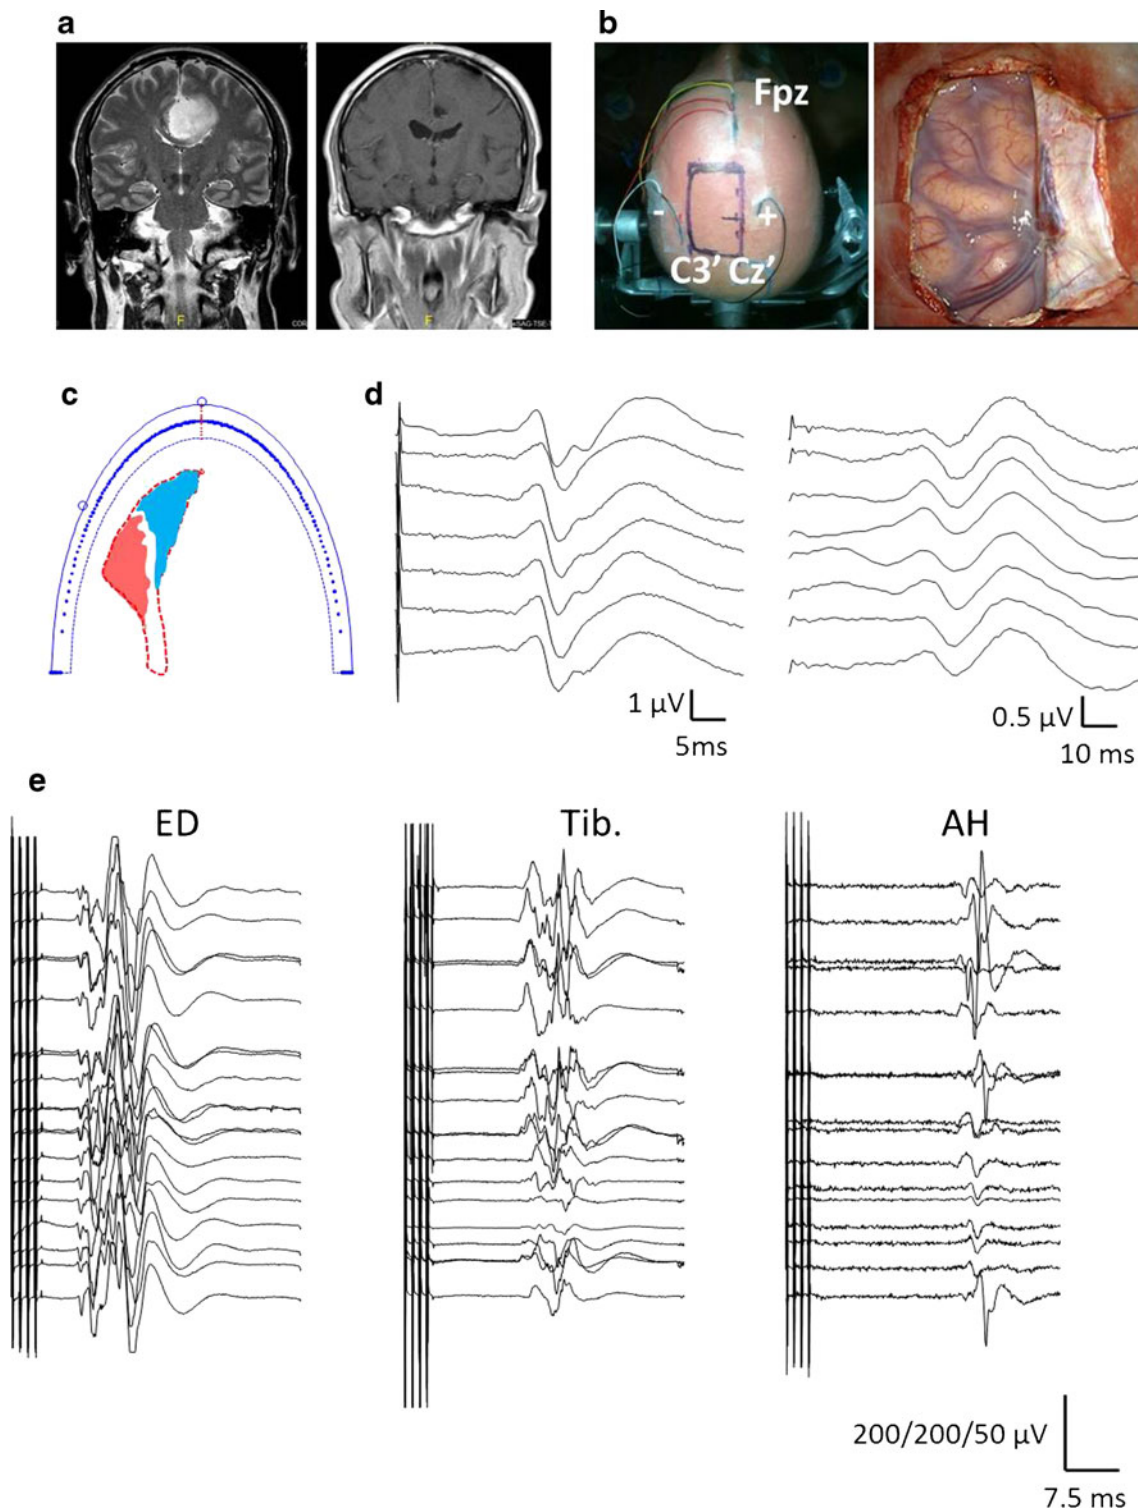 a
b
F
COR
F
Fpz
-
+
C3′ Cz′
c
d
1 µV
5ms
0.5 µV
10 ms
e
ED
Tib.
AH
200/200/50 µV
7.5 ms